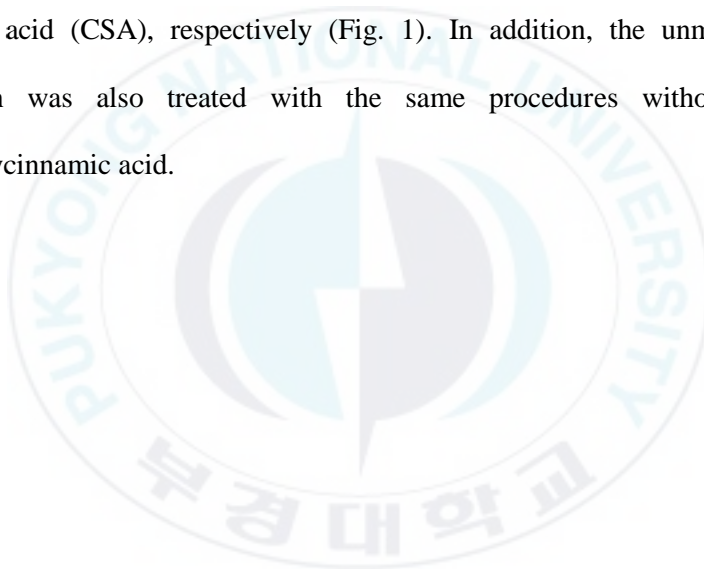 acid (CSA), respectively (Fig. 1). In addition, the unm
was also treated with the same procedures witho
ycinnamic acid.
PUKYONG NATIONAL UNIVERSITY
부경대학교